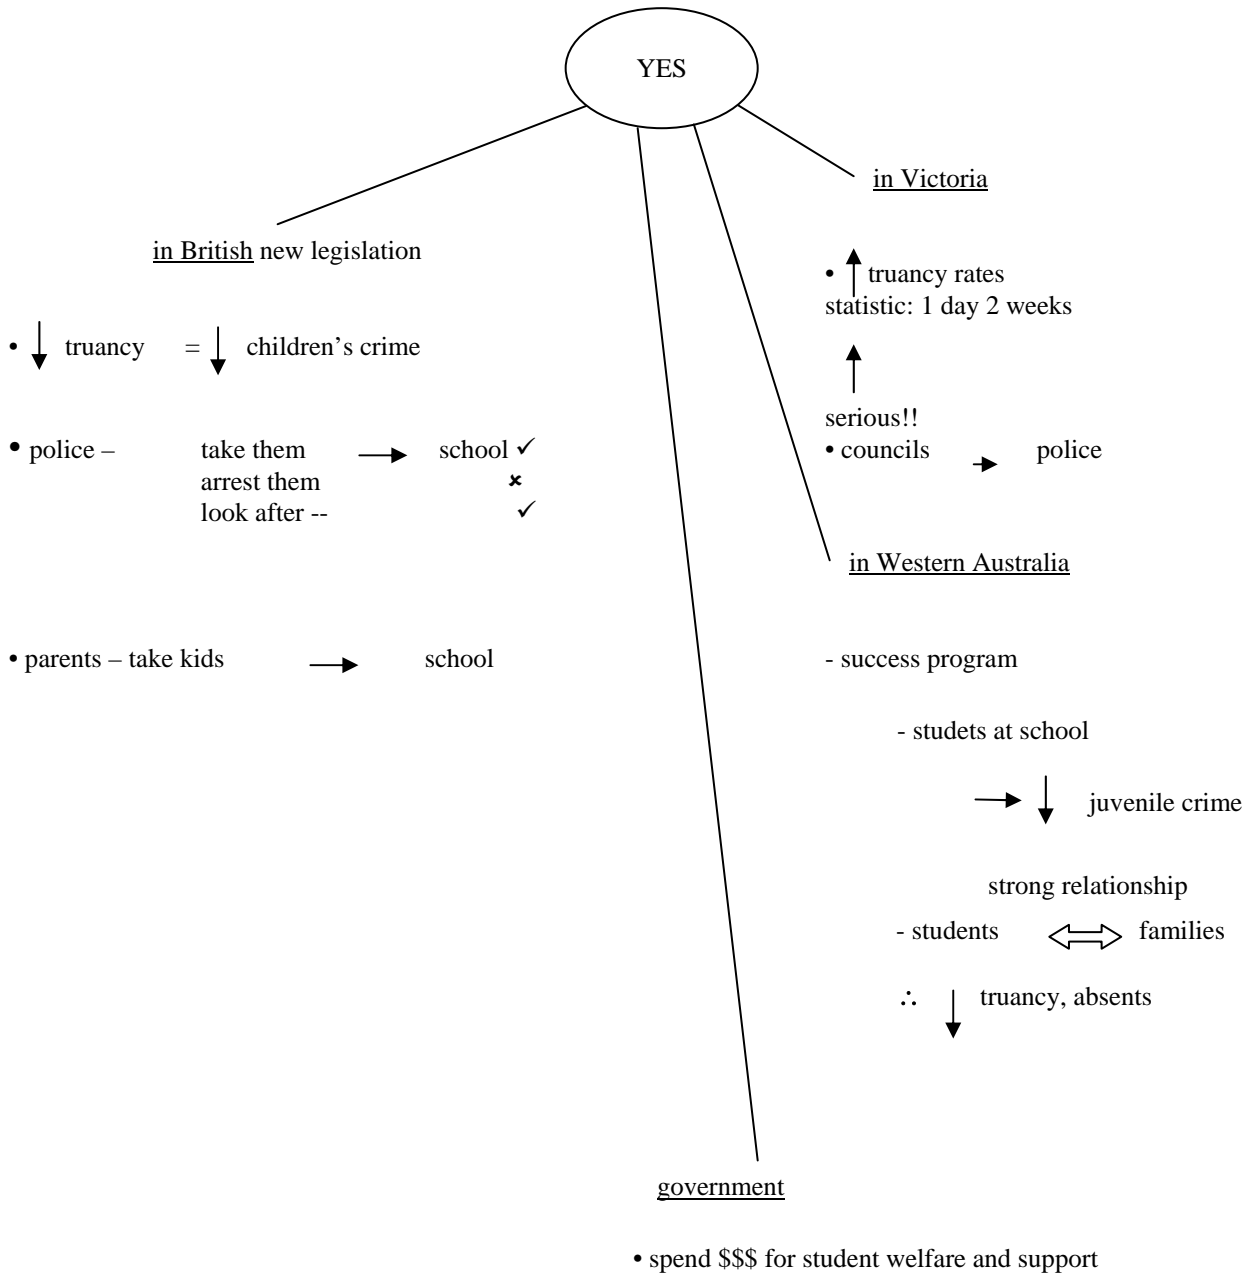 YES
in British new legislation
• ↓ truancy = ↓ children’s crime
• police – take them → school ✓
arrest them ✗
look after -- ✓
• parents – take kids → school
in Victoria
• ↑ truancy rates
statistic: 1 day 2 weeks
↑
serious!!
• councils → police
in Western Australia
- success program
- studets at school
→ ↓ juvenile crime
strong relationship
- students ⇔ families
∴ ↓ truancy, absents
government
• spend $$$ for student welfare and support